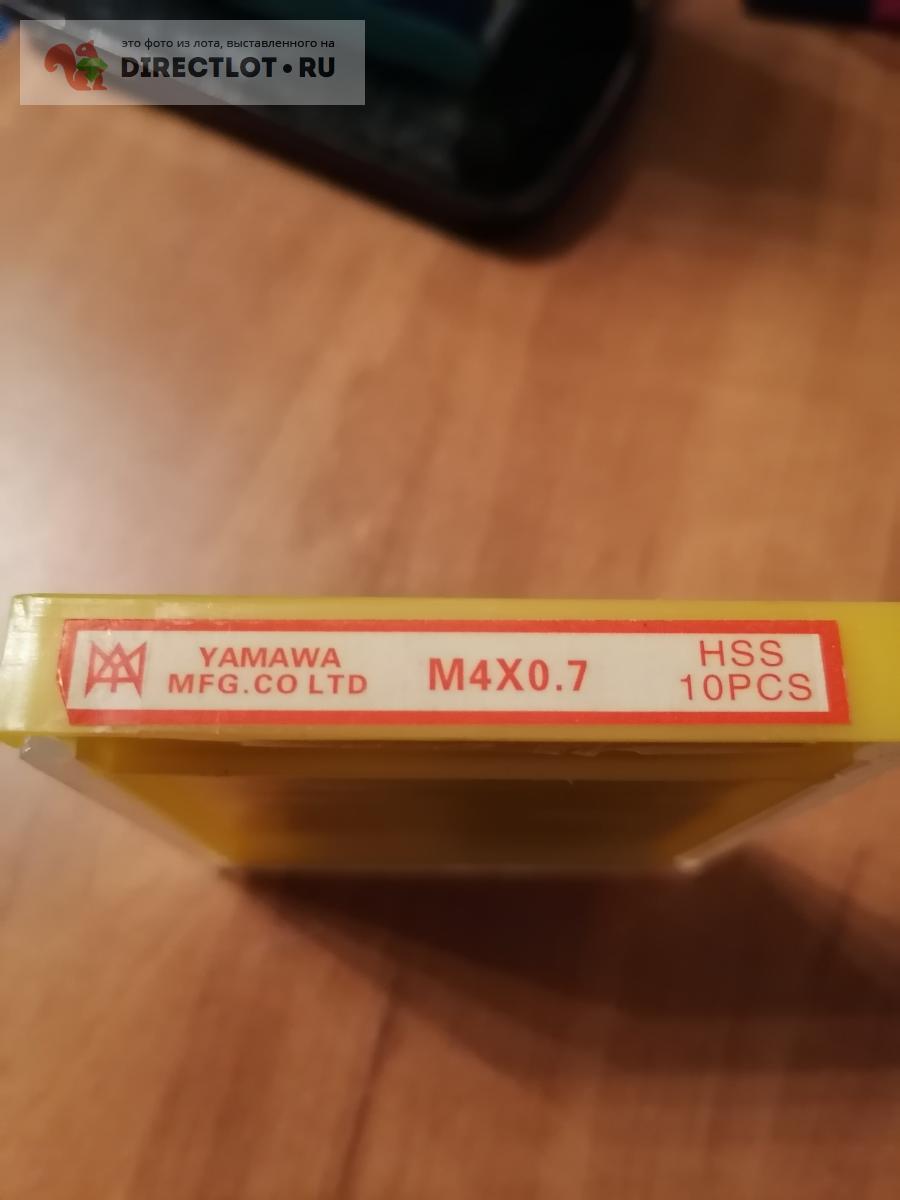 это фото из лота, выставленного на
DIRECTLOT•RU
YAMAWA
MFG.CO LTD
M4X0.7
HSS
10PCS